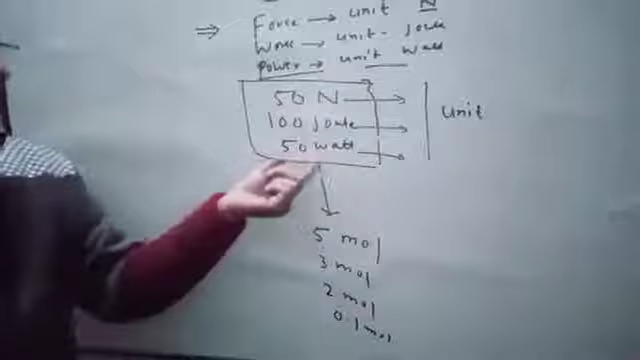 ⇒ Force → unit N
Work → unit - Joule
Power → unit Watt
50 N →
100 Joule →
50 watt →
unit
5 mol
3 mol
2 mol
0.1 mol